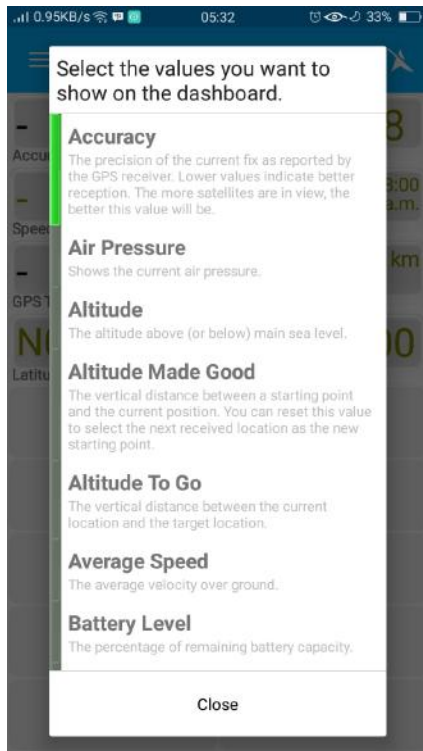 0.95KB/s 05:32 33%
Select the values you want to
show on the dashboard.
Accuracy
The precision of the current fix as reported by
the GPS receiver. Lower values indicate better
reception. The more satellites are in view, the
better this value will be.
Air Pressure
Shows the current air pressure.
Altitude
The altitude above (or below) main sea level.
Altitude Made Good
The vertical distance between a starting point
and the current position. You can reset this value
to select the next received location as the new
starting point.
Altitude To Go
The vertical distance between the current
location and the target location.
Average Speed
The average velocity over ground.
Battery Level
The percentage of remaining battery capacity.
Close
8
:00
a.m.
Speed
km
GPS T
00